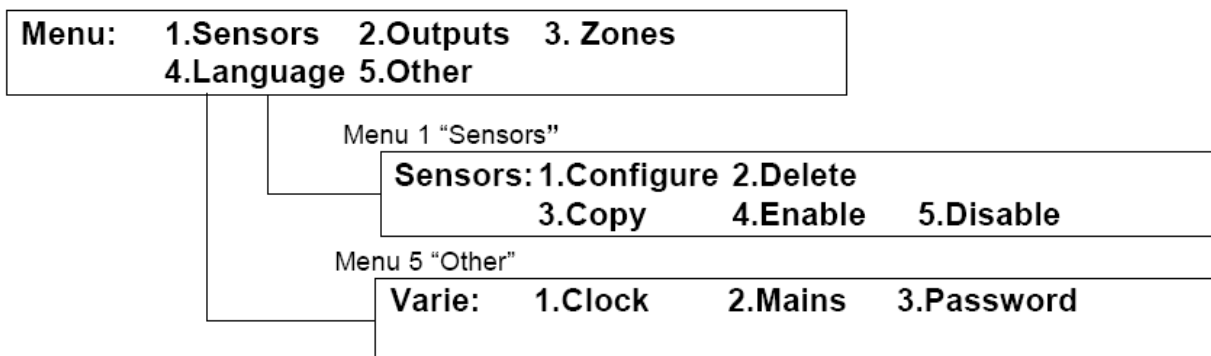 Menu: 1.Sensors 2.Outputs 3. Zones
4.Language 5.Other
Menu 1 “Sensors”
Sensors: 1.Configure 2.Delete
3.Copy 4.Enable 5.Disable
Menu 5 “Other”
Varie: 1.Clock 2.Mains 3.Password